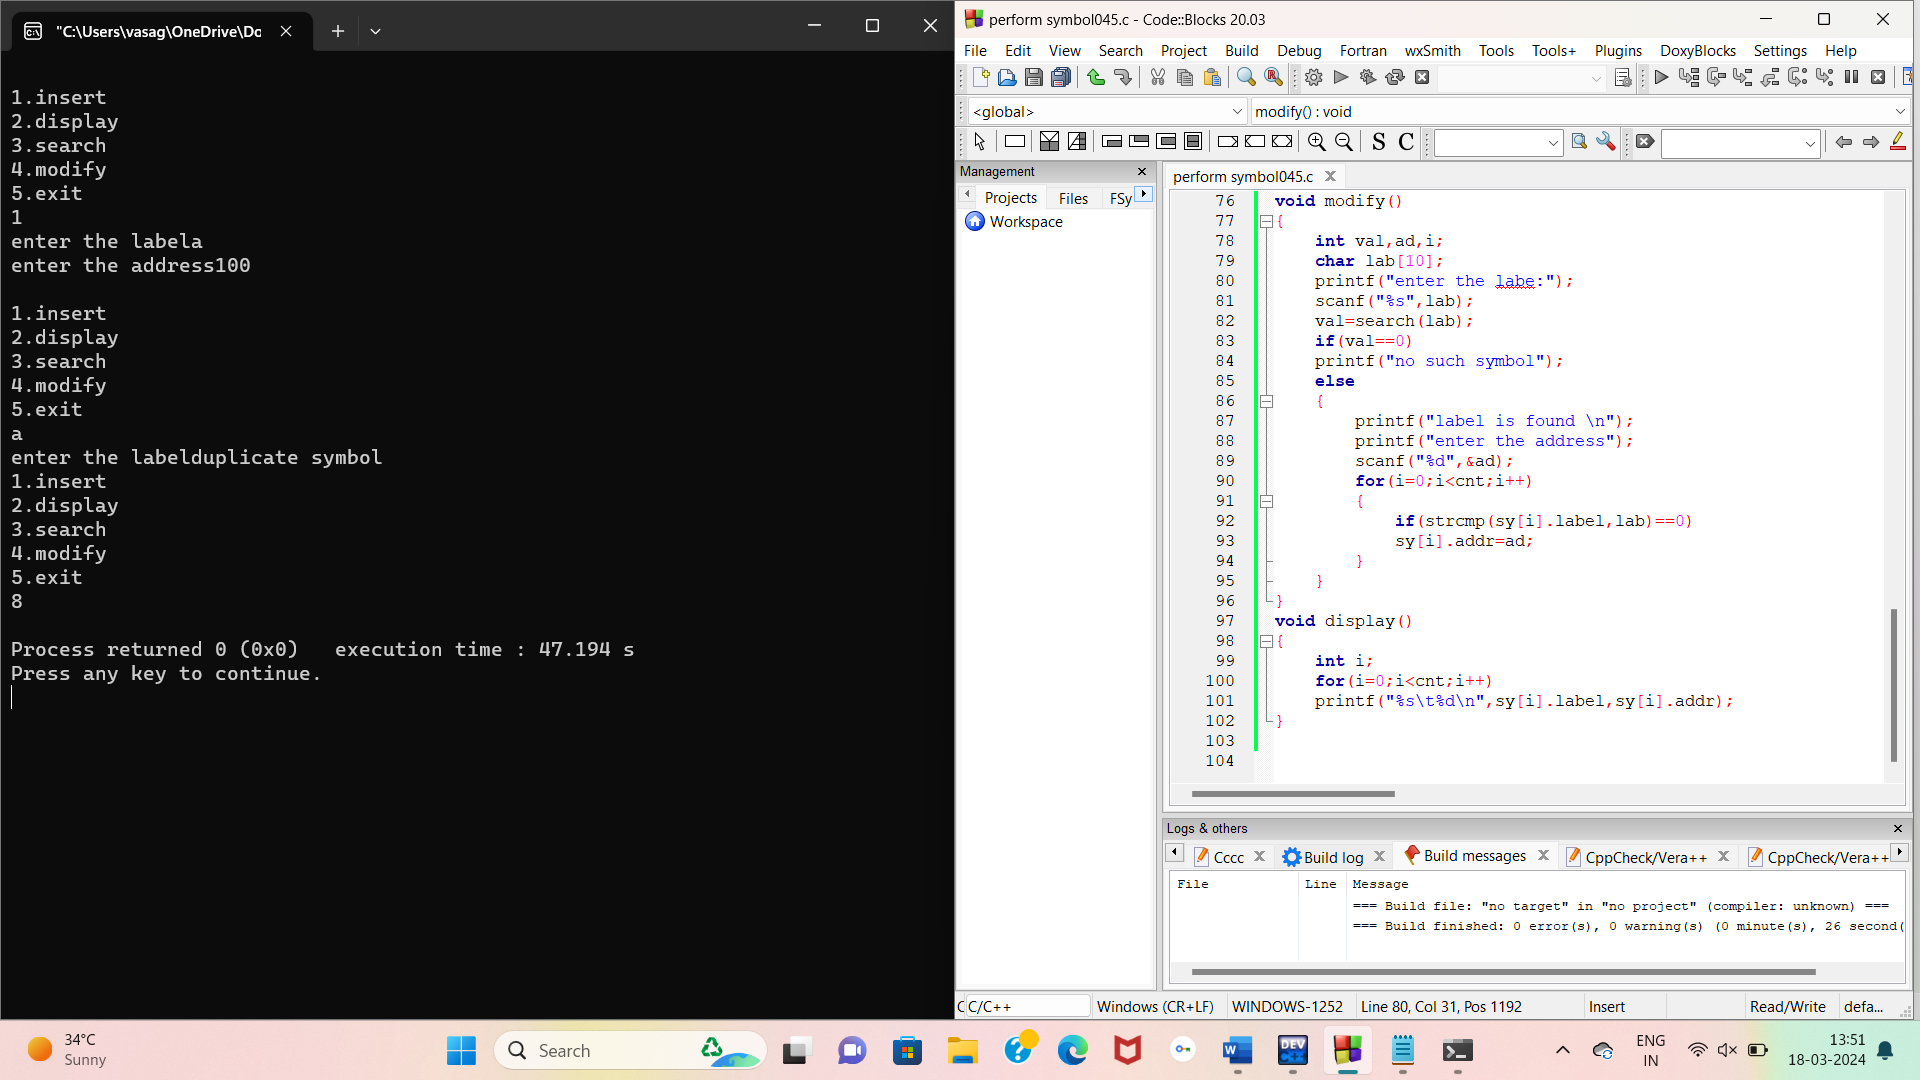 "C:\Users\vasag\OneDrive\Do
1.insert
2.display
3.search
4.modify
5.exit
1
enter the labela
enter the address100
1.insert
2.display
3.search
4.modify
5.exit
a
enter the labelduplicate symbol
1.insert
2.display
3.search
4.modify
5.exit
8
Process returned 0 (0x0)   execution time : 47.194 s
Press any key to continue.
perform symbol045.c - Code::Blocks 20.03
File Edit View Search Project Build Debug Fortran wxSmith Tools Tools+ Plugins DoxyBlocks Settings Help
<global>
modify() : void
S C
Management
Projects Files FSy
Workspace
perform symbol045.c
76 void modify()
77 {
78     int val,ad,i;
79     char lab[10];
80     printf("enter the labe:");
81     scanf("%s",lab);
82     val=search(lab);
83     if(val==0)
84     printf("no such symbol");
85     else
86     {
87         printf("label is found \n");
88         printf("enter the address");
89         scanf("%d",&ad);
90         for(i=0;i<cnt;i++)
91         {
92             if(strcmp(sy[i].label,lab)==0)
93             sy[i].addr=ad;
94         }
95     }
96 }
97 void display()
98 {
99     int i;
100     for(i=0;i<cnt;i++)
101     printf("%s\t%d\n",sy[i].label,sy[i].addr);
102 }
103
104
Logs & others
Cccc Build log Build messages CppCheck/Vera++ CppCheck/Vera++
File Line Message
=== Build file: "no target" in "no project" (compiler: unknown) ===
=== Build finished: 0 error(s), 0 warning(s) (0 minute(s), 26 second(
C/C++ Windows (CR+LF) WINDOWS-1252 Line 80, Col 31, Pos 1192 Insert Read/Write defa...
34°C
Sunny
Search
W
DEV
C++
ENG
IN
13:51
18-03-2024